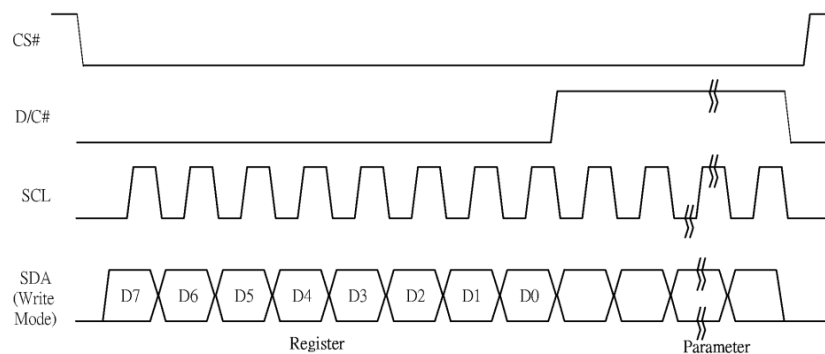 CS#
D/C#
SCL
SDA
(Write
Mode)
D7 D6 D5 D4 D3 D2 D1 D0
Register Parameter